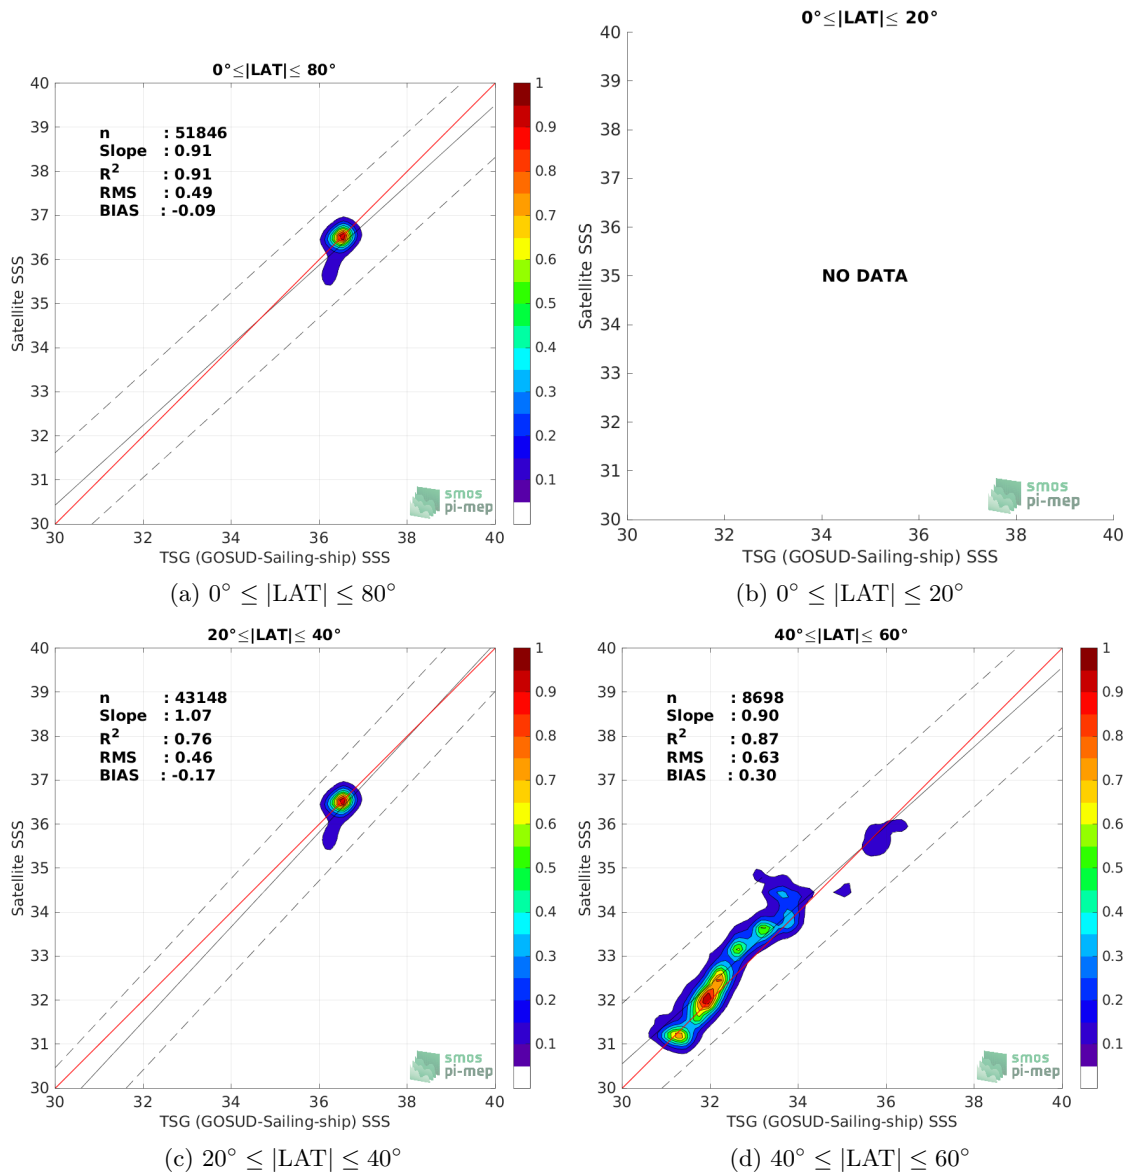 0°≤|LAT|≤ 80°
40
39
38
37
36
35
34
33
32
31
30
Satellite SSS
n : 51846
Slope : 0.91
R² : 0.91
RMS : 0.49
BIAS : -0.09
smos
pi-mep
30 32 34 36 38 40
TSG (GOSUD-Sailing-ship) SSS
1
0.9
0.8
0.7
0.6
0.5
0.4
0.3
0.2
0.1
(a) 0° ≤ |LAT| ≤ 80°
0°≤|LAT|≤ 20°
40
39
38
37
36
35
34
33
32
31
30
Satellite SSS
NO DATA
smos
pi-mep
30 32 34 36 38 40
TSG (GOSUD-Sailing-ship) SSS
(b) 0° ≤ |LAT| ≤ 20°
20°≤|LAT|≤ 40°
40
39
38
37
36
35
34
33
32
31
30
Satellite SSS
n : 43148
Slope : 1.07
R² : 0.76
RMS : 0.46
BIAS : -0.17
smos
pi-mep
30 32 34 36 38 40
TSG (GOSUD-Sailing-ship) SSS
1
0.9
0.8
0.7
0.6
0.5
0.4
0.3
0.2
0.1
(c) 20° ≤ |LAT| ≤ 40°
40°≤|LAT|≤ 60°
40
39
38
37
36
35
34
33
32
31
30
Satellite SSS
n : 8698
Slope : 0.90
R² : 0.87
RMS : 0.63
BIAS : 0.30
smos
pi-mep
30 32 34 36 38 40
TSG (GOSUD-Sailing-ship) SSS
1
0.9
0.8
0.7
0.6
0.5
0.4
0.3
0.2
0.1
(d) 40° ≤ |LAT| ≤ 60°